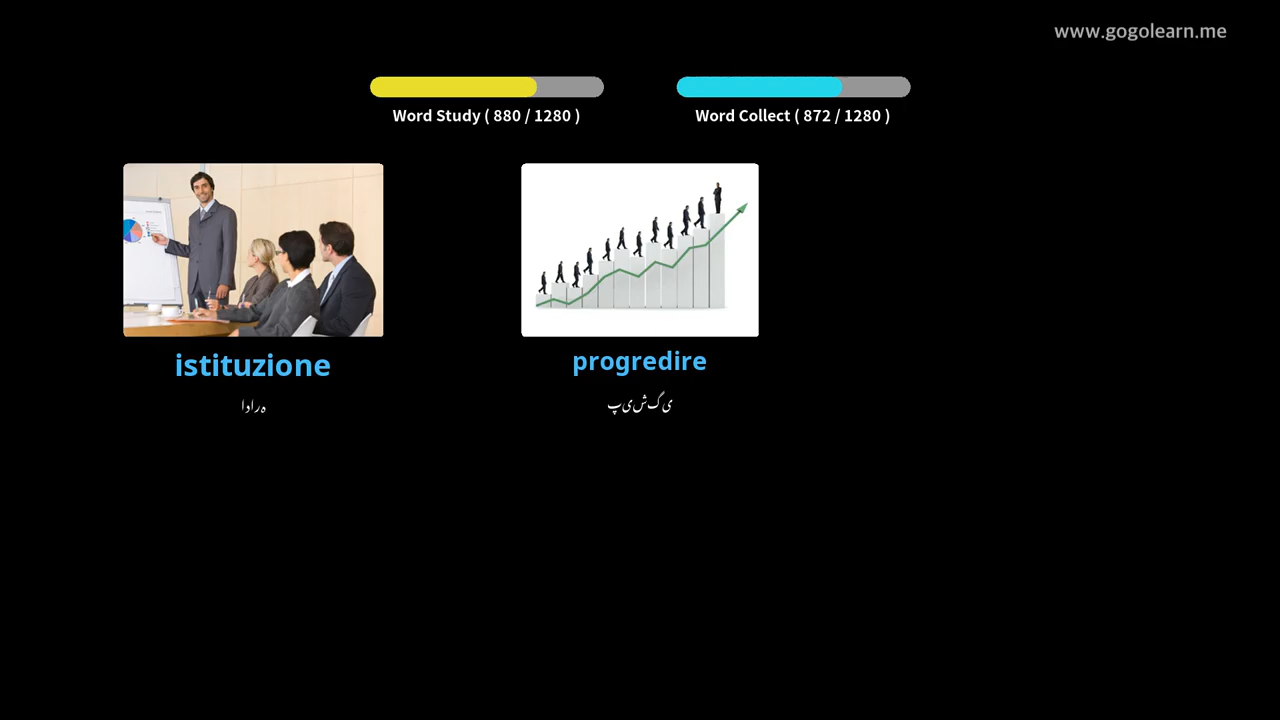 www.gogolearn.me
Word Study ( 880 / 1280 )
Word Collect ( 872 / 1280 )
istituzione
progredire
ادارہ
پیشگی